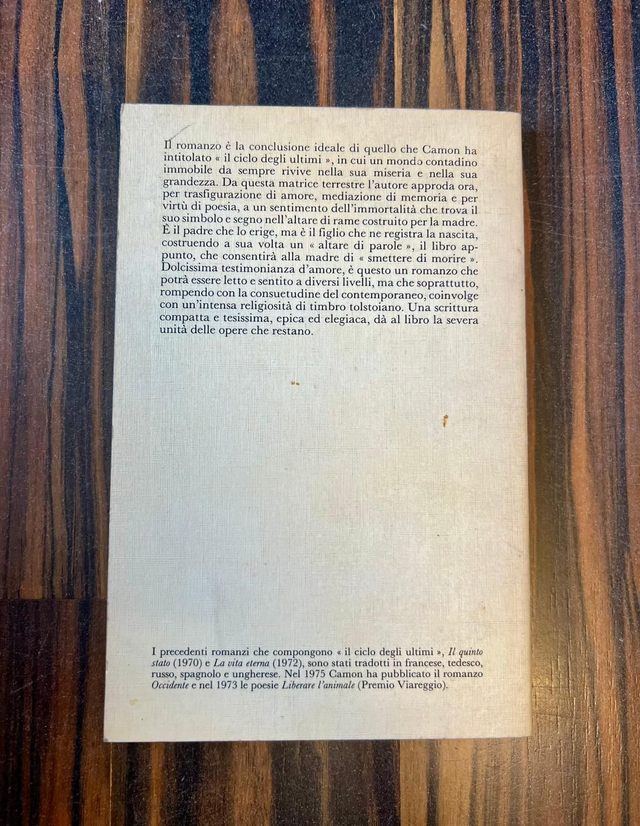 Il romanzo è la conclusione ideale di quello che Camon ha
intitolato « il ciclo degli ultimi », in cui un mondo contadino
immobile da sempre rivive nella sua miseria e nella sua
grandezza. Da questa matrice terrestre l'autore approda ora,
per trasfigurazione di amore, mediazione di memoria e per
virtù di poesia, a un sentimento dell'immortalità che trova il
suo simbolo e segno nell'altare di rame costruito per la madre.
È il padre che lo erige, ma è il figlio che ne registra la nascita,
costruendo a sua volta un « altare di parole », il libro ap-
punto, che consentirà alla madre di « smettere di morire ».
Dolcissima testimonianza d'amore, è questo un romanzo che
potrà essere letto e sentito a diversi livelli, ma che soprattutto,
rompendo con la consuetudine del contemporaneo, coinvolge
con un'intensa religiosità di timbro tolstoiano. Una scrittura
compatta e tesissima, epica ed elegiaca, dà al libro la severa
unità delle opere che restano.
I precedenti romanzi che compongono « il ciclo degli ultimi », Il quinto
stato (1970) e La vita eterna (1972), sono stati tradotti in francese, tedesco,
russo, spagnolo e ungherese. Nel 1975 Camon ha pubblicato il romanzo
Occidente e nel 1973 le poesie Liberare l'animale (Premio Viareggio).